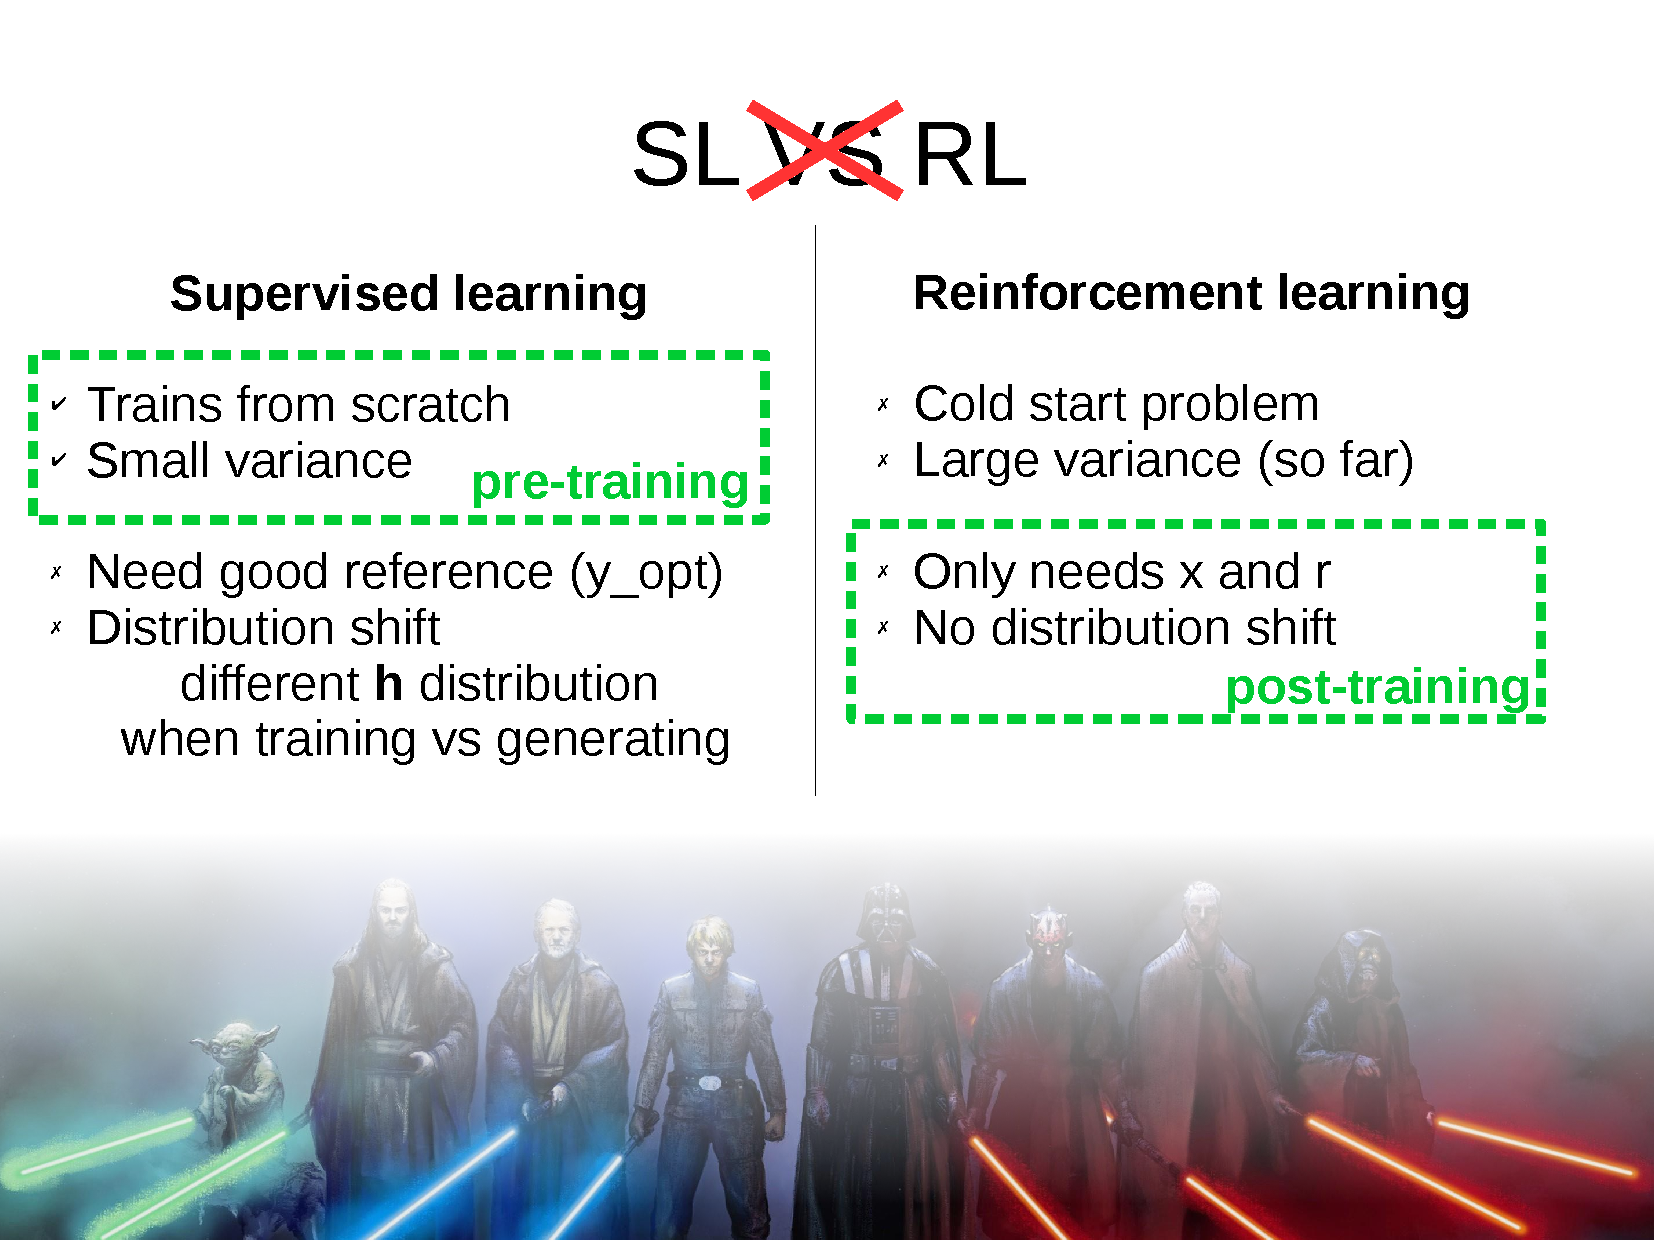 SL VS RL
Supervised learning
✔ Trains from scratch
✔ Small variance
pre-training
✗ Need good reference (y_opt)
✗ Distribution shift
different h distribution
when training vs generating
Reinforcement learning
✗ Cold start problem
✗ Large variance (so far)
✗ Only needs x and r
✗ No distribution shift
post-training